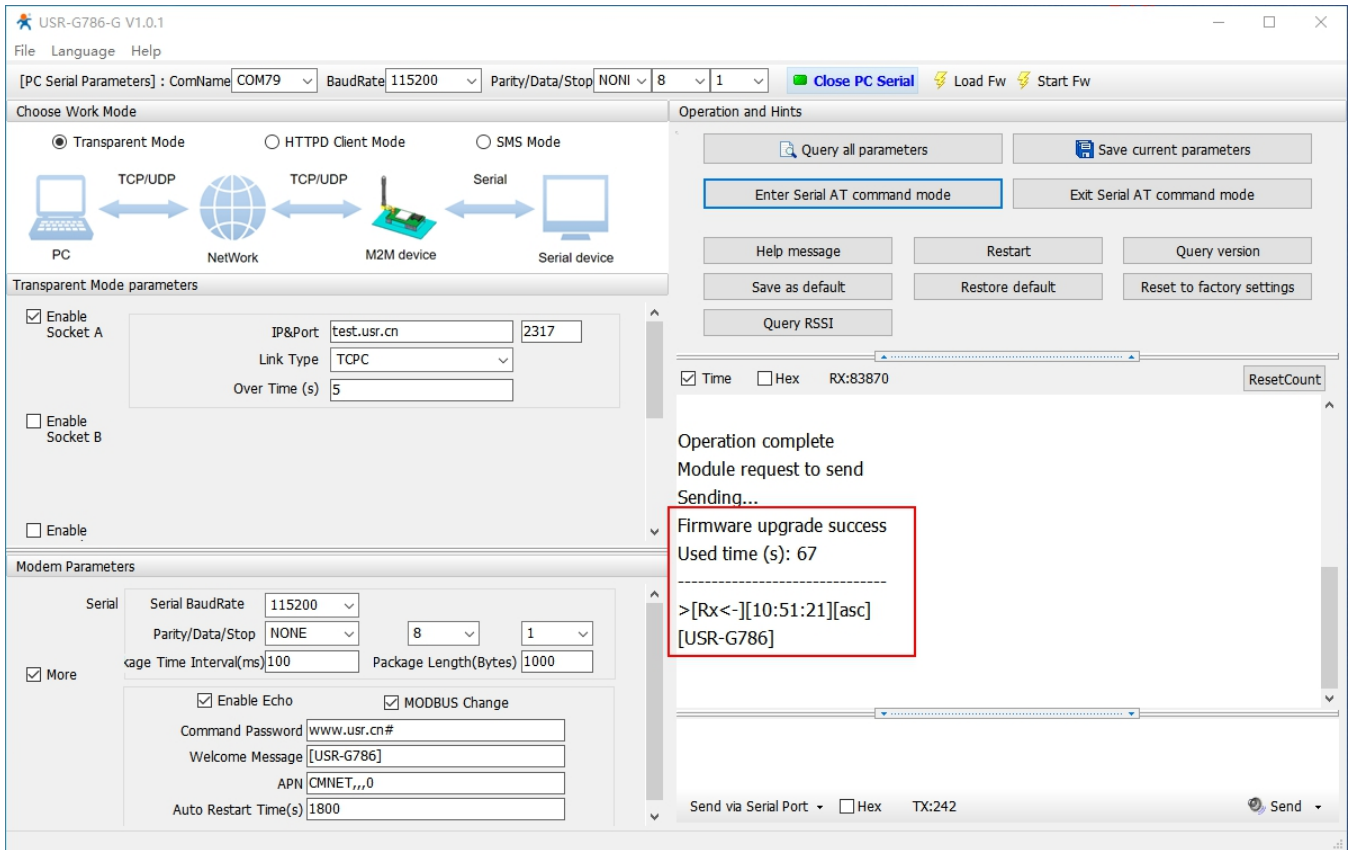 USR-G786-G V1.0.1
File Language Help
[PC Serial Parameters] : ComName COM79 BaudRate 115200 Parity/Data/Stop NONI 8 1 Close PC Serial Load Fw Start Fw
Choose Work Mode
Transparent Mode HTTPD Client Mode SMS Mode
TCP/UDP TCP/UDP Serial
PC NetWork M2M device Serial device
Transparent Mode parameters
Enable
Socket A
IP&Port test.usr.cn 2317
Link Type TCPC
Over Time (s) 5
Enable
Socket B
Enable
Modem Parameters
Serial Serial BaudRate 115200
Parity/Data/Stop NONE 8 1
kage Time Interval(ms) 100 Package Length(Bytes) 1000
More
Enable Echo MODBUS Change
Command Password www.usr.cn#
Welcome Message [USR-G786]
APN CMNET,,,0
Auto Restart Time(s) 1800
Operation and Hints
Query all parameters Save current parameters
Enter Serial AT command mode Exit Serial AT command mode
Help message Restart Query version
Save as default Restore default Reset to factory settings
Query RSSI
Time Hex RX:83870 ResetCount
Operation complete
Module request to send
Sending...
Firmware upgrade success
Used time (s): 67
-------------------------------
>[Rx<-][10:51:21][asc]
[USR-G786]
Send via Serial Port Hex TX:242 Send